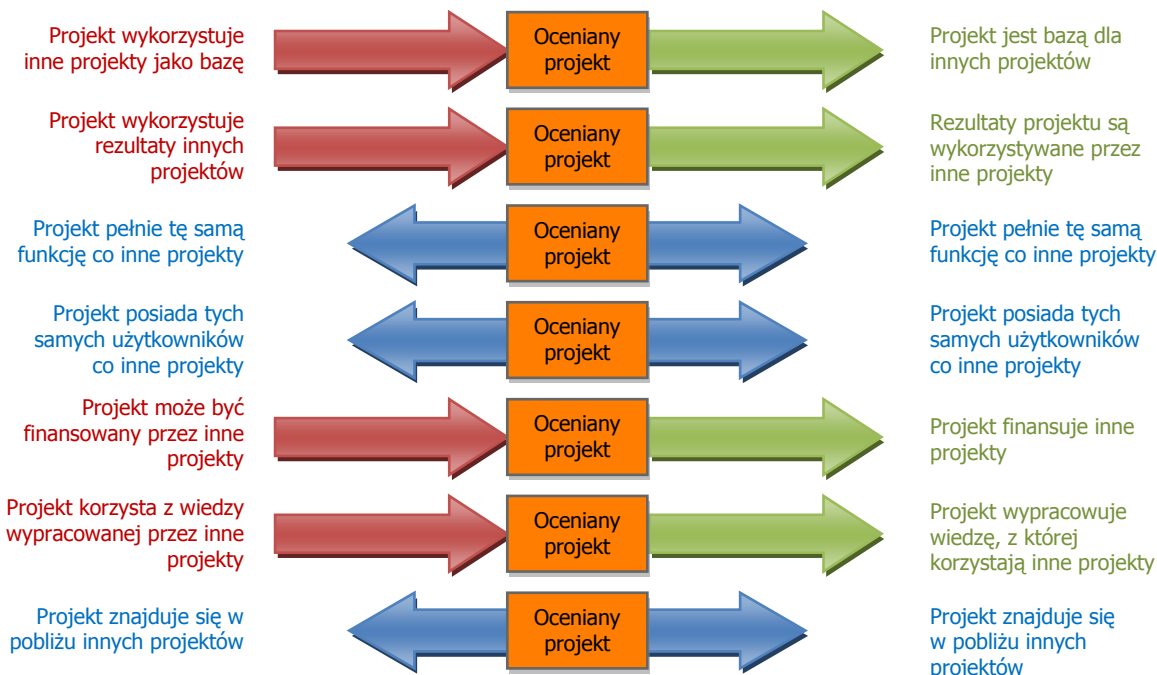 Projekt wykorzystuje
inne projekty jako bazę
Oceniany
projekt
Projekt jest bazą dla
innych projektów
Projekt wykorzystuje
rezultaty innych
projektów
Oceniany
projekt
Rezultaty projektu są
wykorzystywane przez
inne projekty
Projekt pełnie tę samą
funkcję co inne projekty
Oceniany
projekt
Projekt pełnie tę samą
funkcję co inne projekty
Projekt posiada tych
samych użytkowników
co inne projekty
Oceniany
projekt
Projekt posiada tych
samych użytkowników
co inne projekty
Projekt może być
finansowany przez inne
projekty
Oceniany
projekt
Projekt finansuje inne
projekty
Projekt korzysta z wiedzy
wypracowanej przez inne
projekty
Oceniany
projekt
Projekt wypracowuje
wiedzę, z której
korzystają inne projekty
Projekt znajduje się w
pobliżu innych projektów
Oceniany
projekt
Projekt znajduje się
w pobliżu innych
projektów